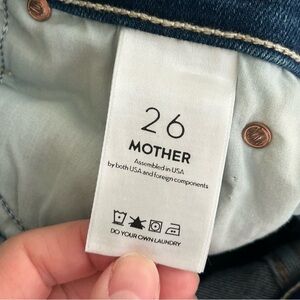 26
MOTHER
Assembled in USA
by both USA and foreign components
DO YOUR OWN LAUNDRY